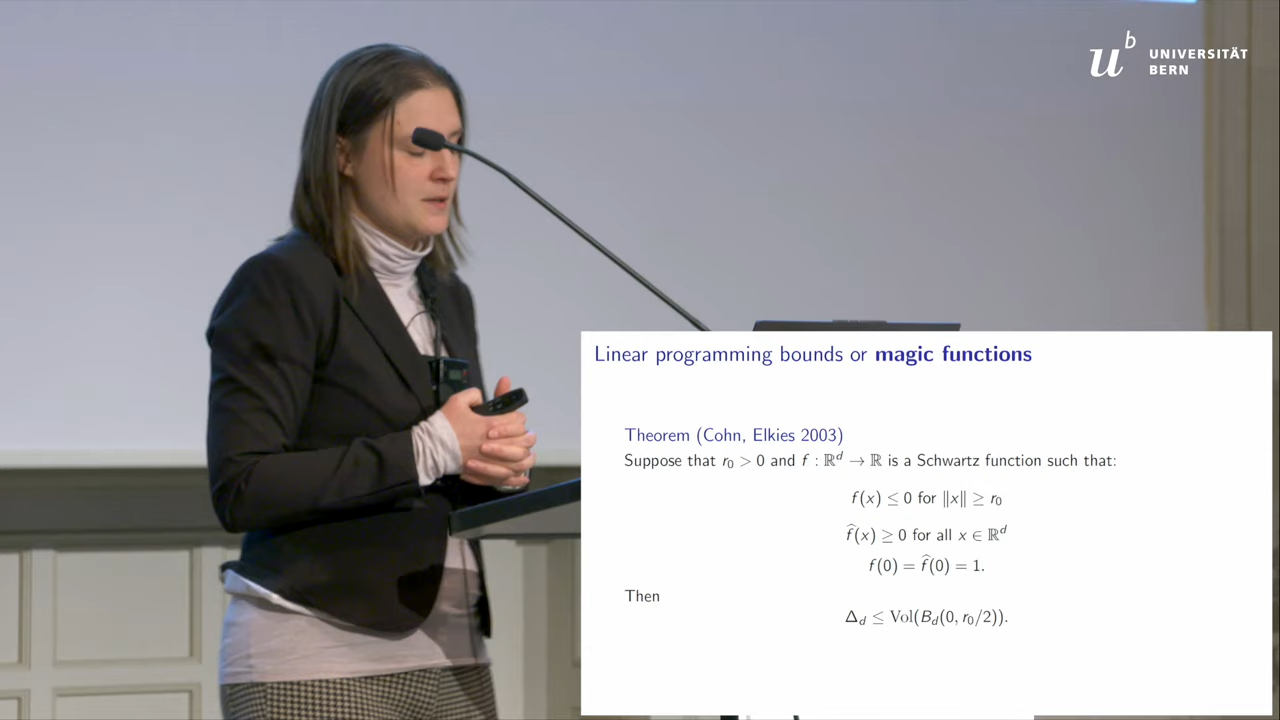 u^b UNIVERSITÄT
BERN
Linear programming bounds or magic functions
Theorem (Cohn, Elkies 2003)
Suppose that r₀ > 0 and f : ℝᵈ → ℝ is a Schwartz function such that:
f(x) ≤ 0 for ‖x‖ ≥ r₀
f̂(x) ≥ 0 for all x ∈ ℝᵈ
f(0) = f̂(0) = 1.
Then
Δ_d ≤ Vol(B_d(0, r₀/2)).